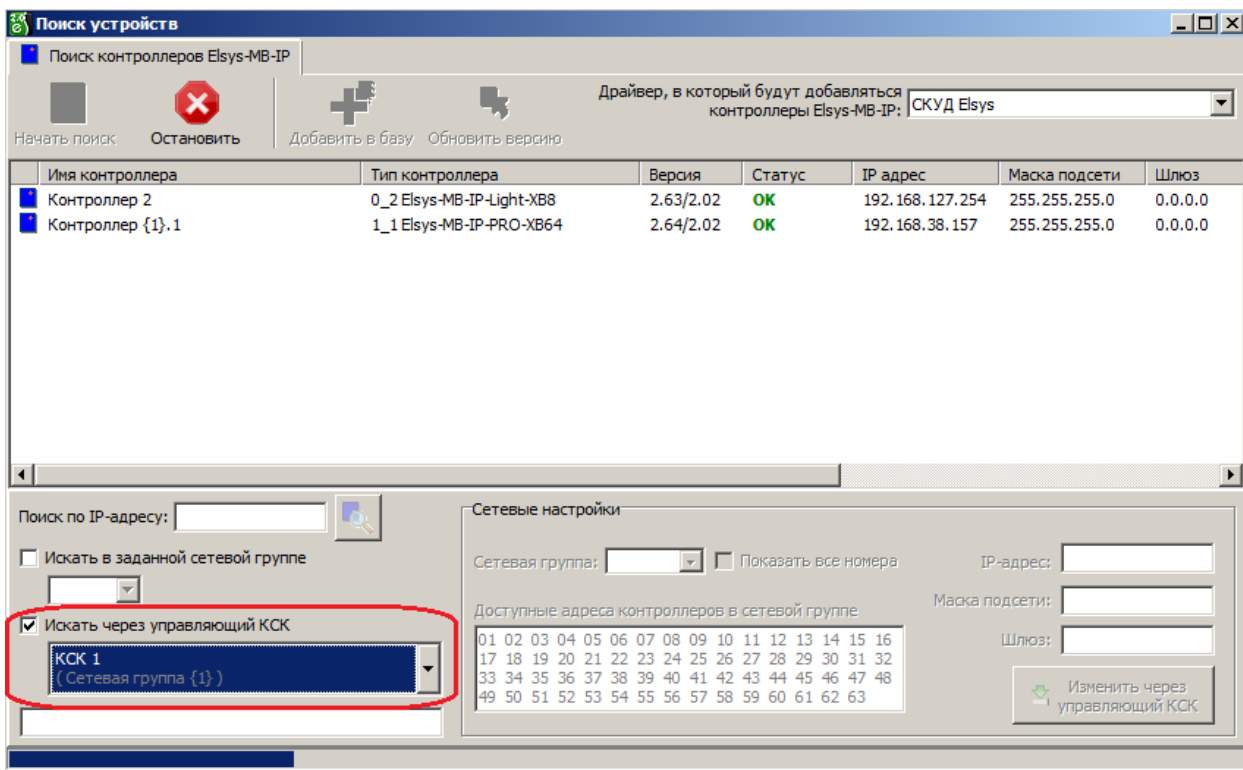 Поиск устройств
Поиск контроллеров Elsys-MB-IP
Начать поиск Остановить Добавить в базу Обновить версию
Драйвер, в который будут добавляться
контроллеры Elsys-MB-IP: СКУД Elsys
Имя контроллера Тип контроллера Версия Статус IP адрес Маска подсети Шлюз
Контроллер 2 0_2 Elsys-MB-IP-Light-XB8 2.63/2.02 OK 192.168.127.254 255.255.255.0 0.0.0.0
Контроллер {1}.1 1_1 Elsys-MB-IP-PRO-XB64 2.64/2.02 OK 192.168.38.157 255.255.255.0 0.0.0.0
Поиск по IP-адресу:
Искать в заданной сетевой группе
Искать через управляющий КСК
КСК 1
( Сетевая группа {1} )
Сетевые настройки
Сетевая группа: Показать все номера
Доступные адреса контроллеров в сетевой группе
01 02 03 04 05 06 07 08 09 10 11 12 13 14 15 16
17 18 19 20 21 22 23 24 25 26 27 28 29 30 31 32
33 34 35 36 37 38 39 40 41 42 43 44 45 46 47 48
49 50 51 52 53 54 55 56 57 58 59 60 61 62 63
IP-адрес:
Маска подсети:
Шлюз:
Изменить через
управляющий КСК